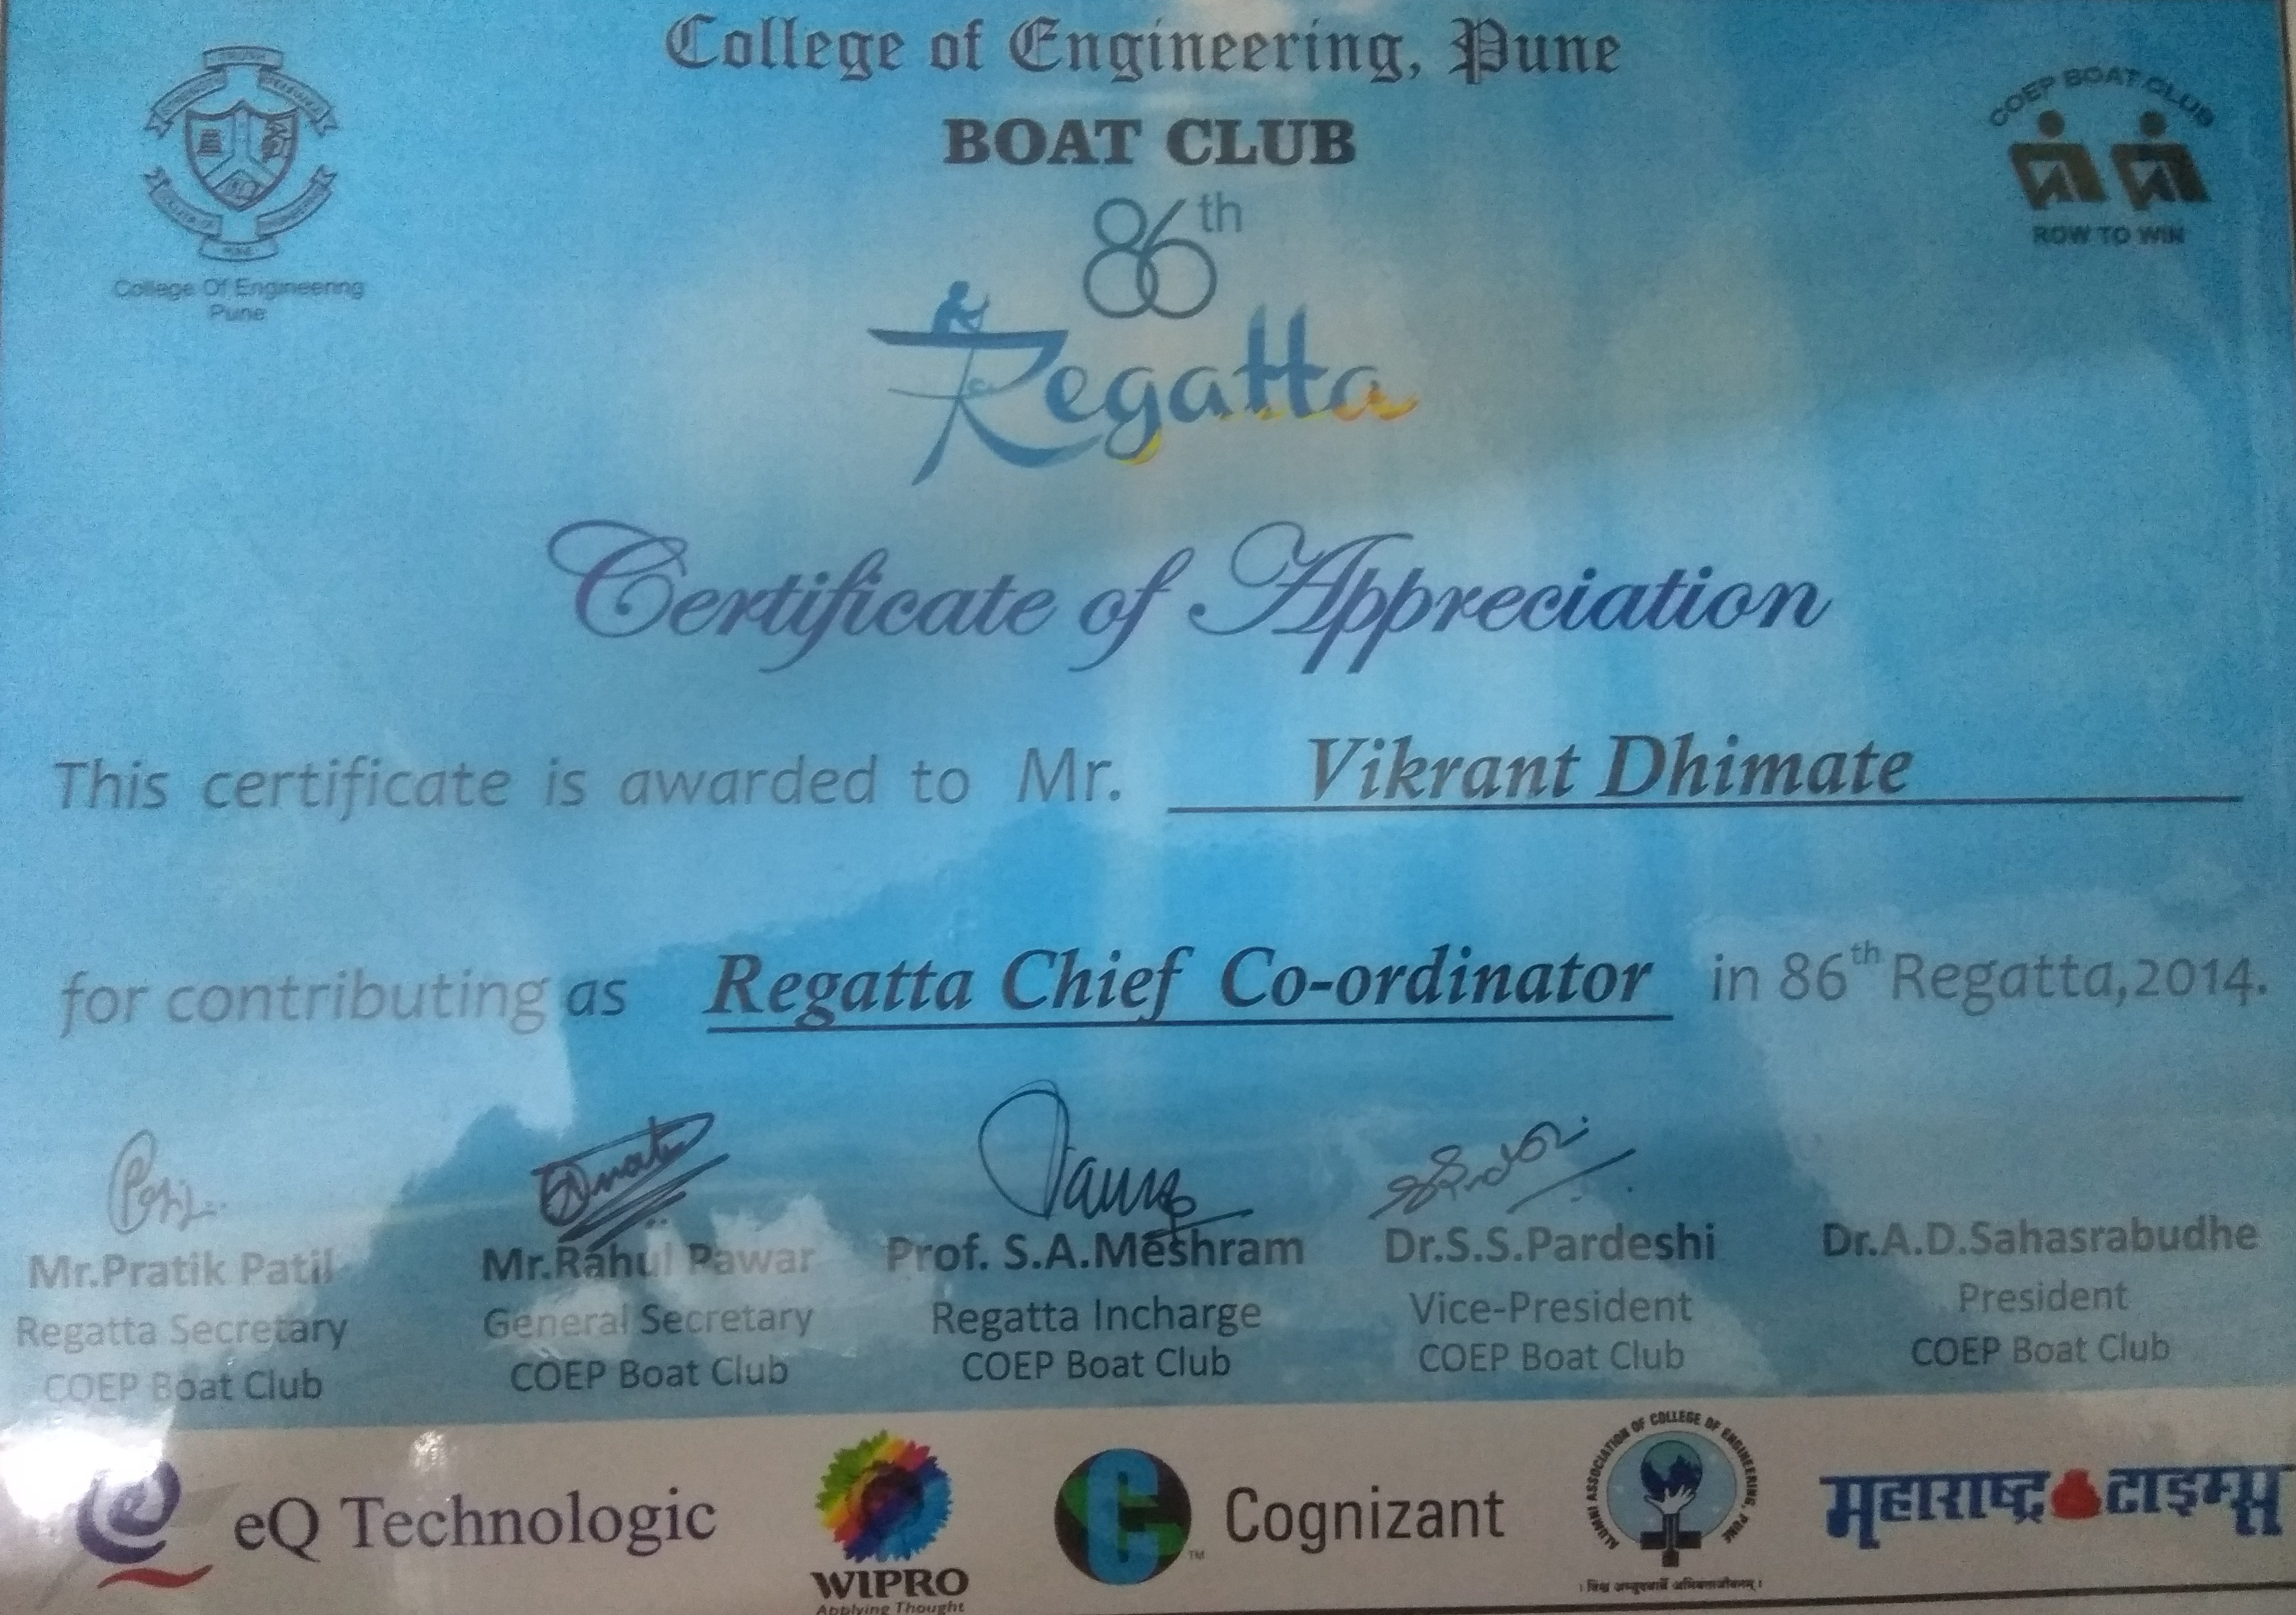 College of Engineering, Pune
BOAT CLUB
86th
Regatta
College Of Engineering
Pune
COEP BOAT CLUB
ROW TO WIN
Certificate of Appreciation
This certificate is awarded to Mr. Vikrant Dhimate
for contributing as Regatta Chief Co-ordinator in 86th Regatta,2014.
Mr.Pratik Patil
Regatta Secretary
COEP Boat Club
Mr.Rahul Pawar
General Secretary
COEP Boat Club
Prof. S.A.Meshram
Regatta Incharge
COEP Boat Club
Dr.S.S.Pardeshi
Vice-President
COEP Boat Club
Dr.A.D.Sahasrabudhe
President
COEP Boat Club
eQ Technologic
WIPRO
Applying Thought
C
TM
Cognizant
ALUMNI ASSOCIATION OF COLLEGE OF ENGINEERING, PUNE
महाराष्ट्र टाइम्स